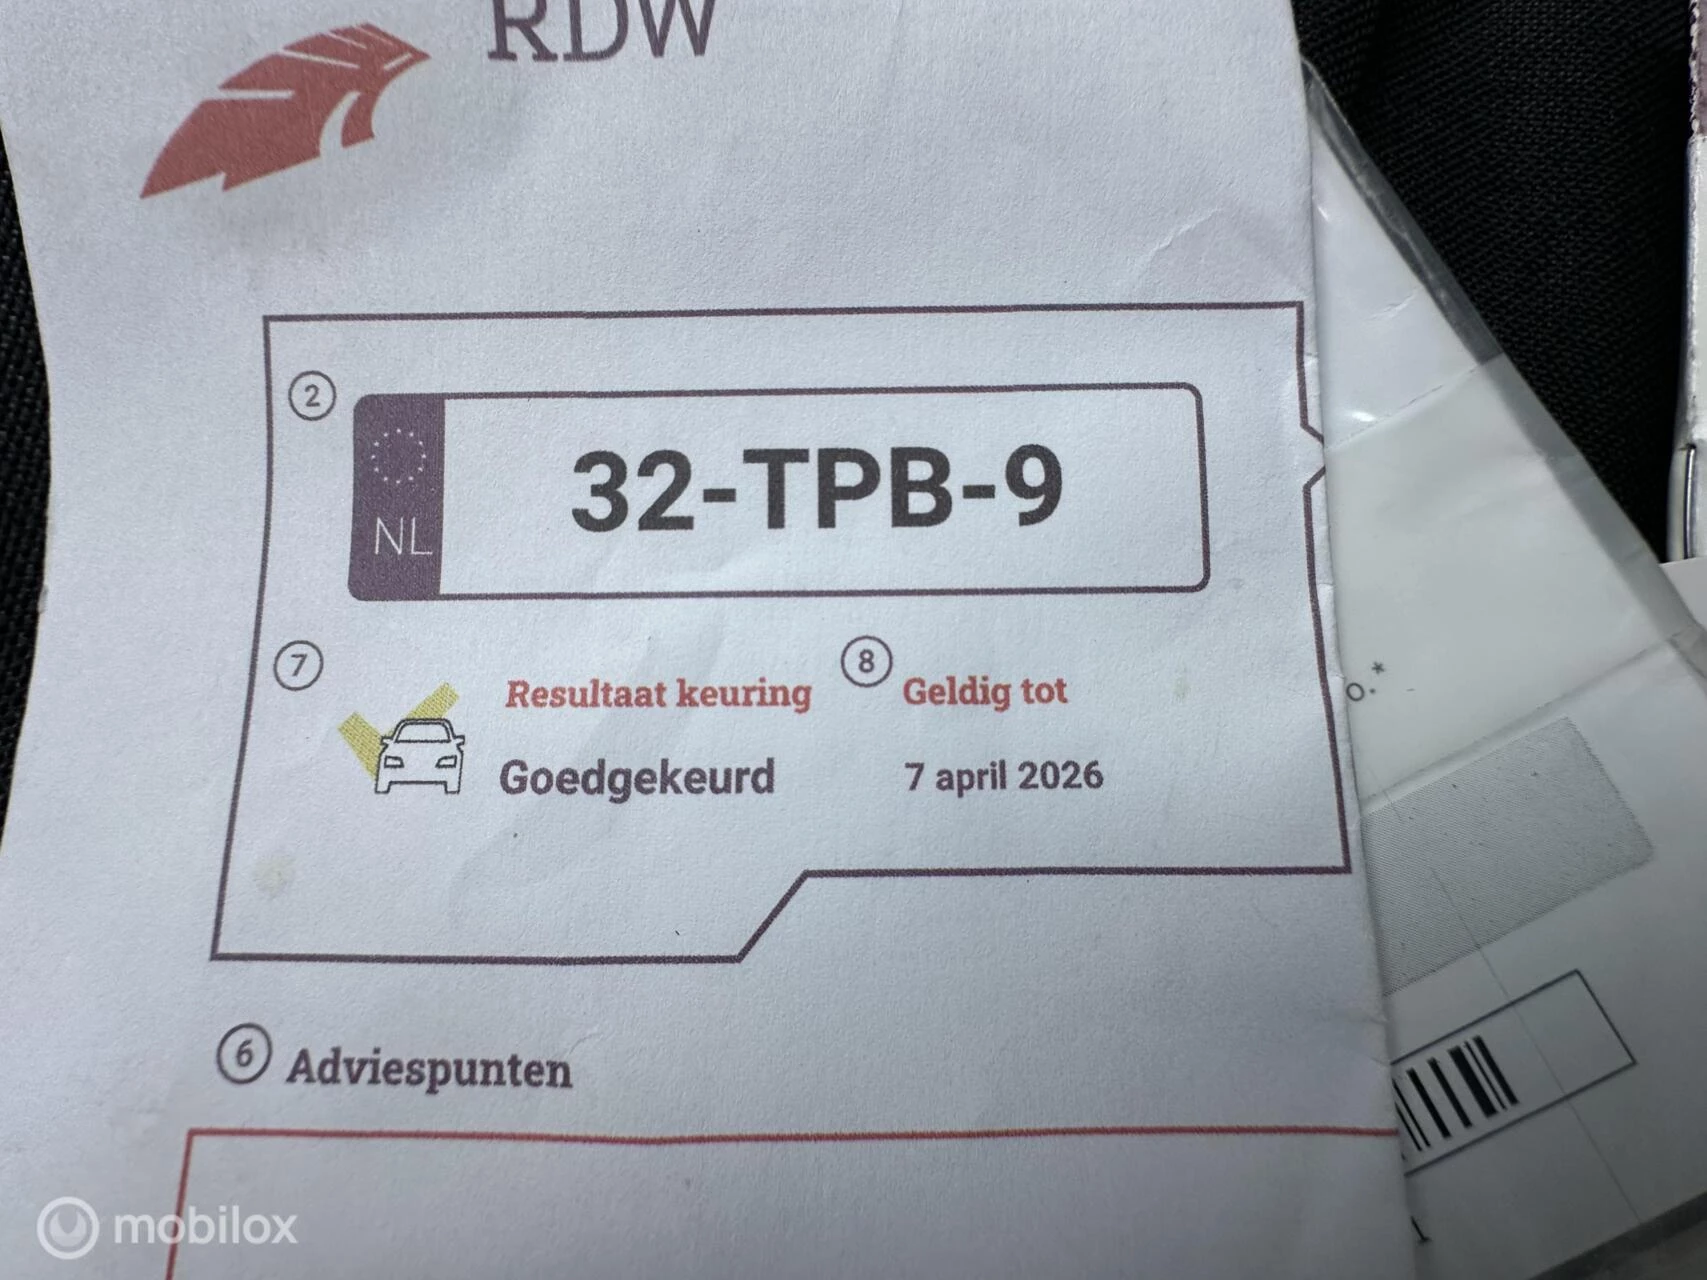 RDW
2
NL
32-TPB-9
7
Resultaat keuring
8
Geldig tot
Goedgekeurd
7 april 2026
6 Adviespunten
o.*
mobilox